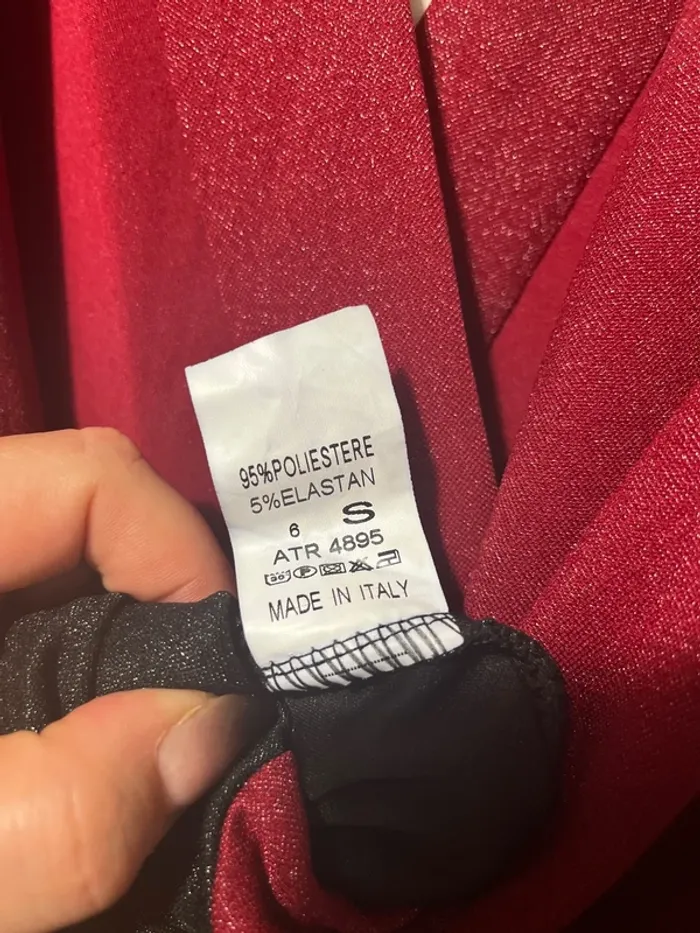 95%POLIESTERE
5%ELASTAN
6 S
ATR 4895
MADE IN ITALY